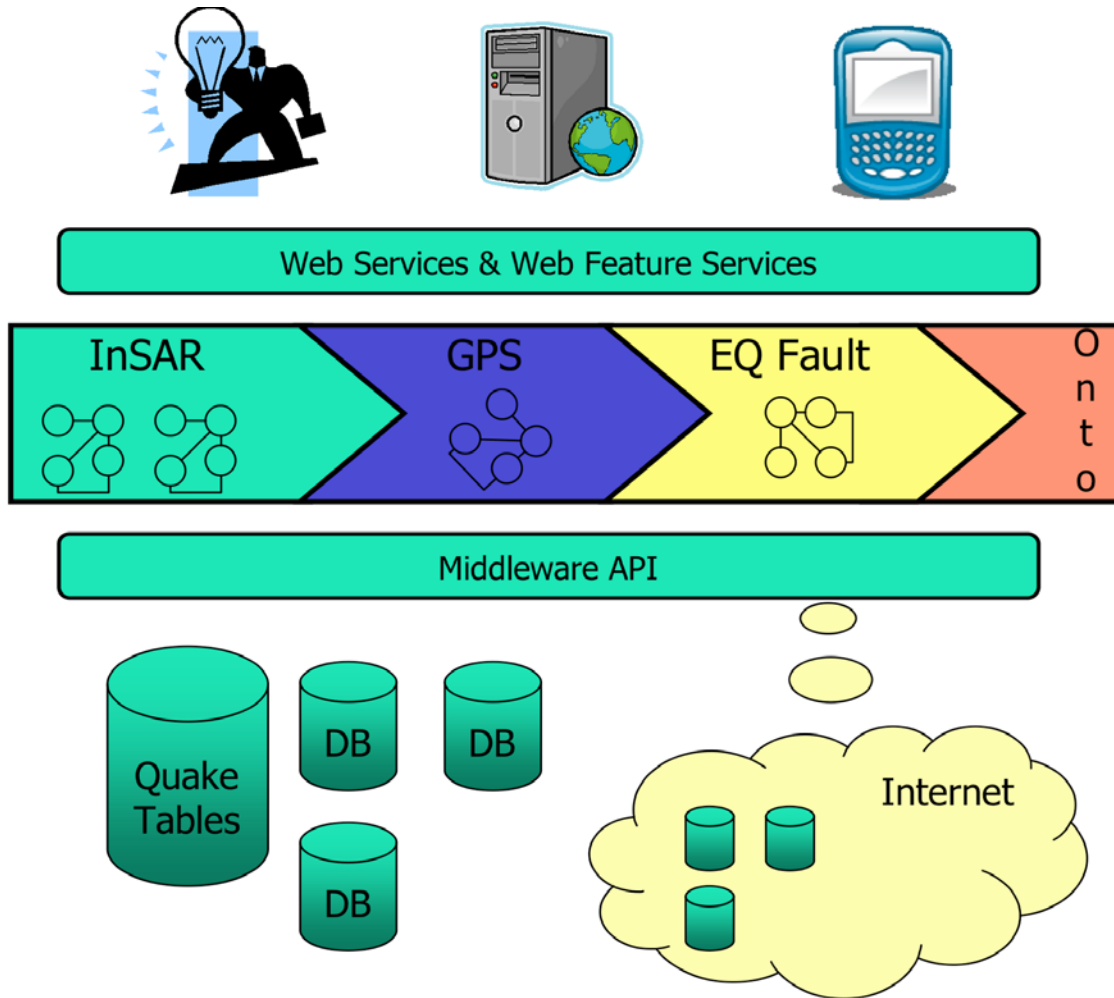 Web Services & Web Feature Services
InSAR
GPS
EQ Fault
O
n
t
o
Middleware API
Quake
Tables
DB
DB
DB
Internet